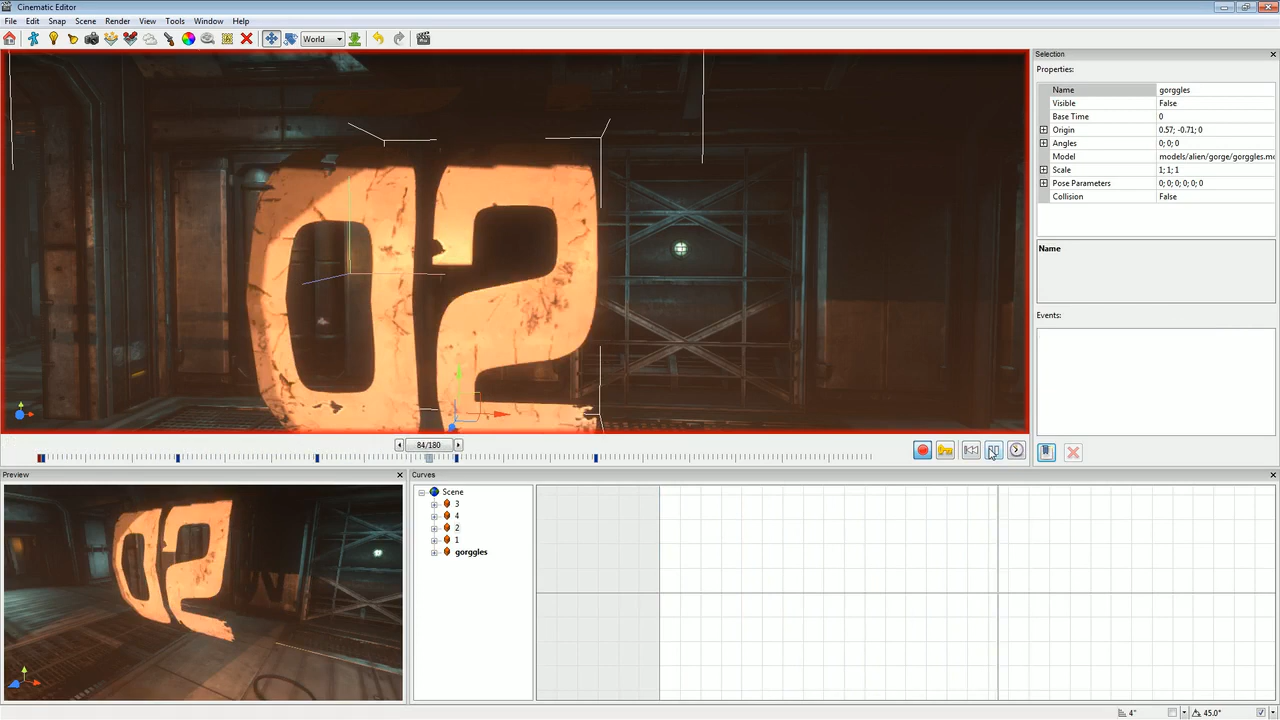 Cinematic Editor
File Edit Snap Scene Render View Tools Window Help
World
02
84/180
Selection
Properties:
Name gorggles
Visible False
Base Time 0
Origin 0.57; -0.71; 0
Angles 0; 0; 0
Model models/alien/gorge/gorggles.mo
Scale 1; 1; 1
Pose Parameters 0; 0; 0; 0; 0; 0
Collision False
Name
Events:
Preview
02
Curves
Scene
3
4
2
1
gorggles
4"
45.0°